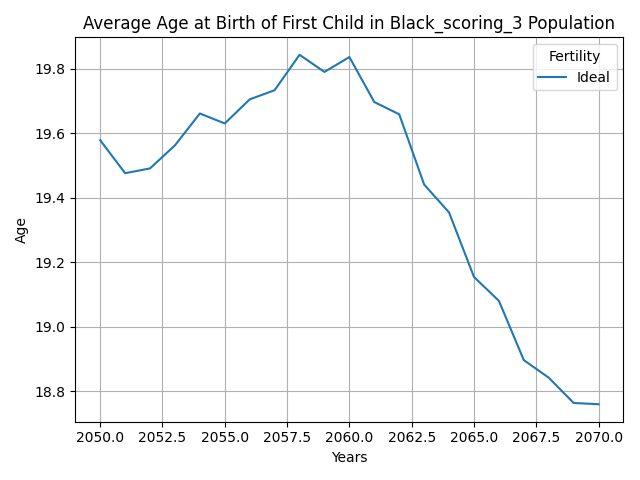 Average Age at Birth of First Child in Black_scoring_3 Population
Fertility
Ideal
19.8
19.6
19.4
19.2
19.0
18.8
Age
2050.0 2052.5 2055.0 2057.5 2060.0 2062.5 2065.0 2067.5 2070.0
Years